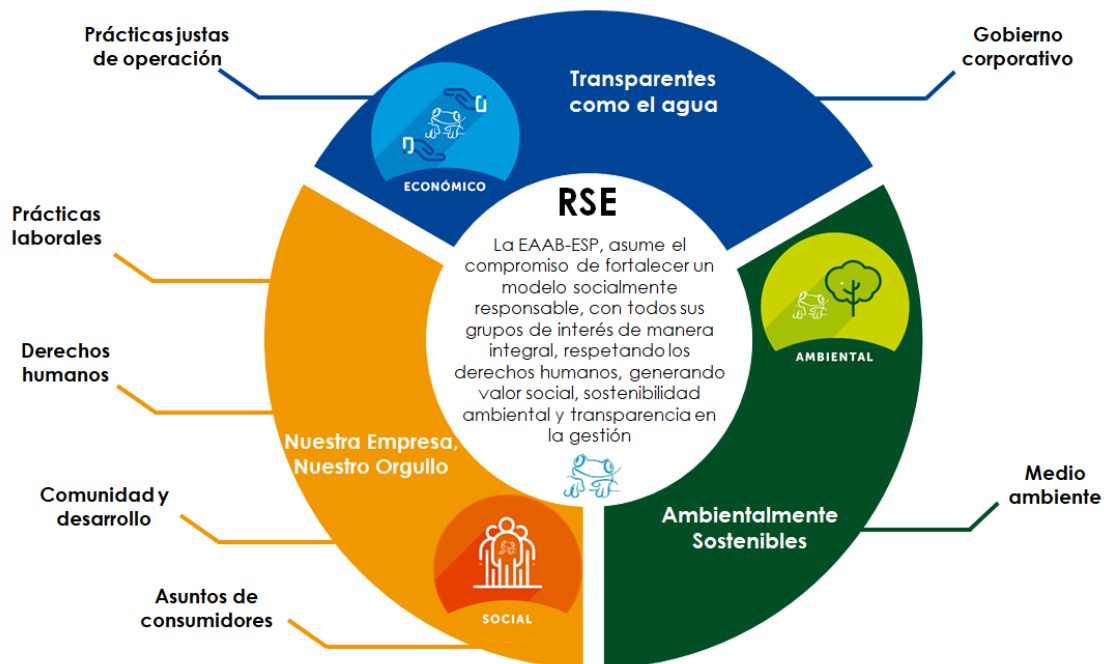 Prácticas justas
de operación
Transparentes
como el agua
Gobierno
corporativo
ECONÓMICO
Prácticas
laborales
RSE
La EAAB-ESP, asume el
compromiso de fortalecer un
modelo socialmente
responsable, con todos sus
grupos de interés de manera
integral, respetando los
derechos humanos, generando
valor social, sostenibilidad
ambiental y transparencia en
la gestión
AMBIENTAL
Derechos
humanos
Nuestra Empresa,
Nuestro Orgullo
Comunidad y
desarrollo
Ambientalmente
Sostenibles
Medio
ambiente
Asuntos de
consumidores
SOCIAL